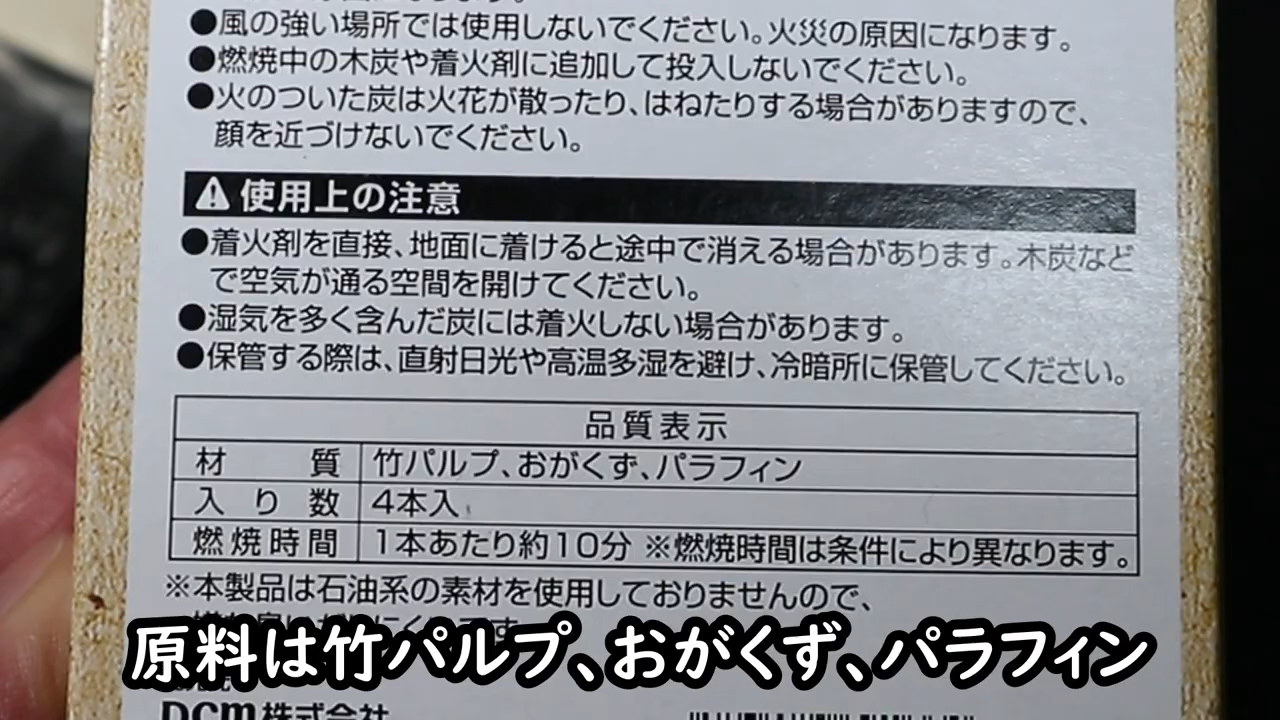 ●風の強い場所では使用しないでください。火災の原因になります。
●燃焼中の木炭や着火剤に追加して投入しないでください。
●火のついた炭は火花が散ったり、はねたりする場合がありますので、
顔を近づけないでください。
使用上の注意
●着火剤を直接、地面に着けると途中で消える場合があります。木炭など
で空気が通る空間を開けてください。
●湿気を多く含んだ炭には着火しない場合があります。
●保管する際は、直射日光や高温多湿を避け、冷暗所に保管してください。
品質表示
材質 竹パルプ、おがくず、パラフィン
入り数 4本入
燃焼時間 1本あたり約10分 ※燃焼時間は条件により異なります。
※本製品は石油系の素材を使用しておりませんので、
原料は竹パルプ、おがくず、パラフィン
DCM株式会社